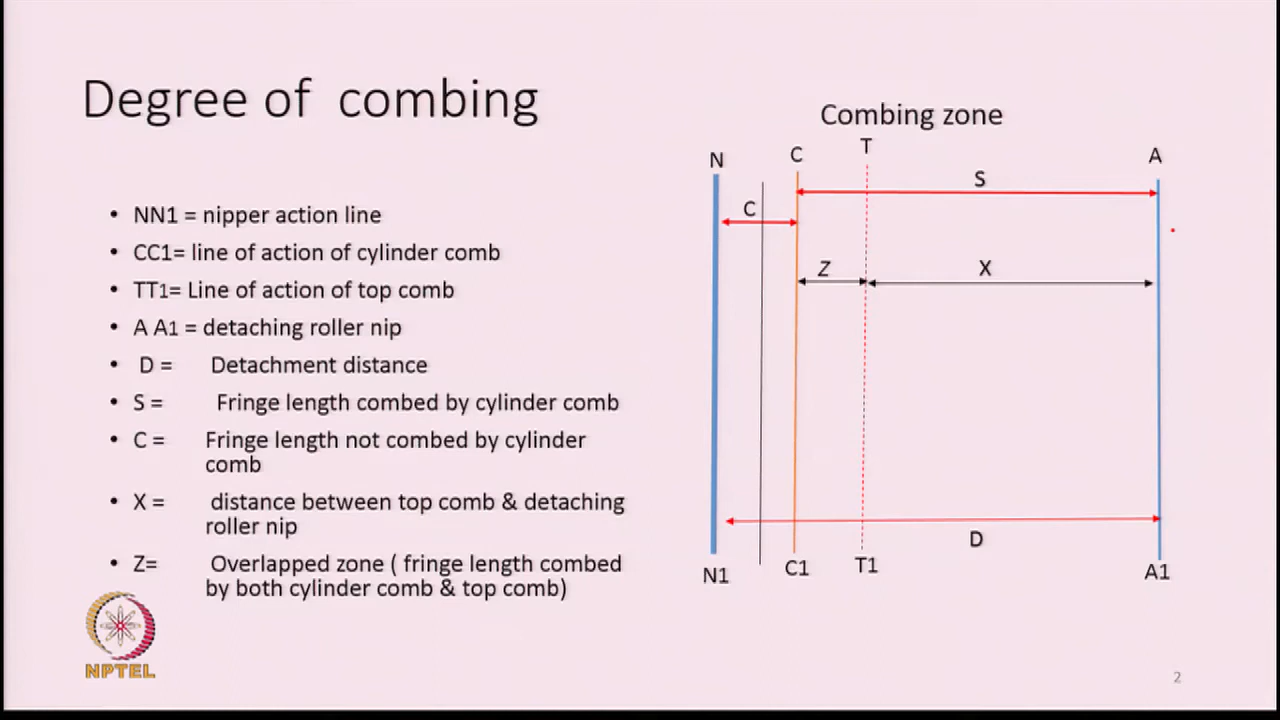 Degree of combing
• NN1 = nipper action line
• CC1= line of action of cylinder comb
• TT1= Line of action of top comb
• A A1 = detaching roller nip
• D = Detachment distance
• S = Fringe length combed by cylinder comb
• C = Fringe length not combed by cylinder
comb
• X = distance between top comb & detaching
roller nip
• Z= Overlapped zone ( fringe length combed
by both cylinder comb & top comb)
NPTEL
Combing zone
N C T A
S
C
Z X
D
N1 C1 T1 A1
2